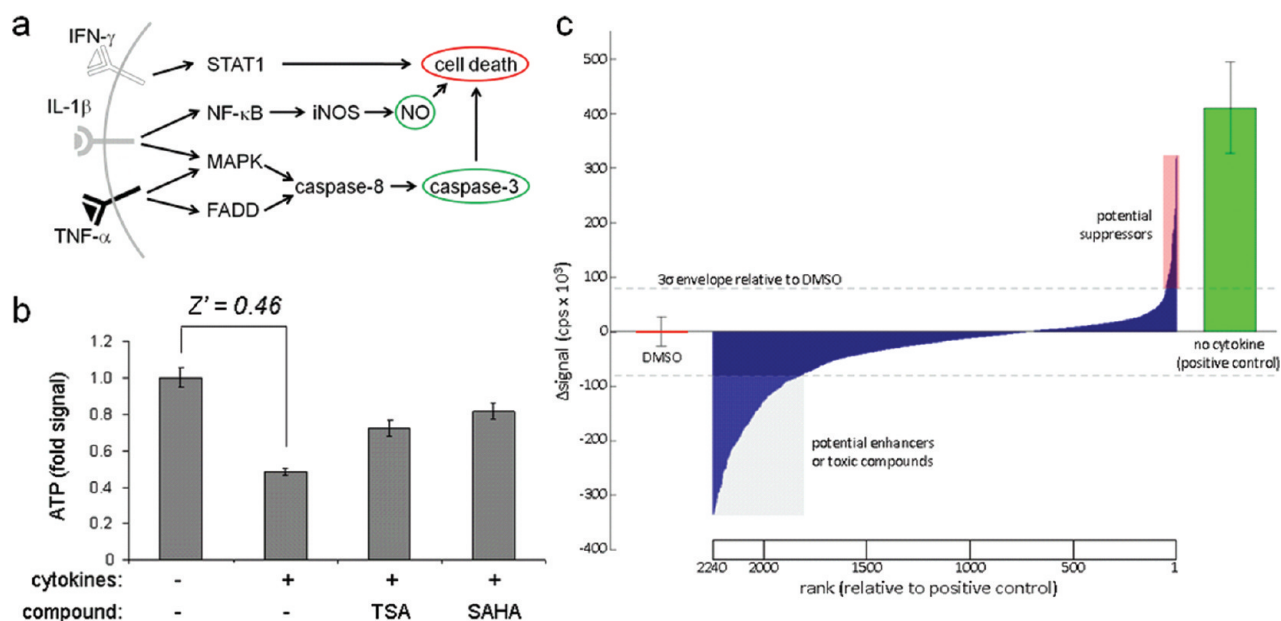 a
IFN-γ
STAT1
cell death
IL-1β
NF-κB
iNOS
NO
MAPK
caspase-8
caspase-3
FADD
TNF-α
b
Z' = 0.46
ATP (fold signal)
1.2
1.0
0.8
0.6
0.4
0.2
0
cytokines: - + + +
compound: - - TSA SAHA
c
Δsignal (cps x 10³)
500
400
300
200
100
0
-100
-200
-300
-400
potential
suppressors
3σ envelope relative to DMSO
DMSO
no cytokine
(positive control)
potential enhancers
or toxic compounds
2240 2000 1500 1000 500 1
rank (relative to positive control)